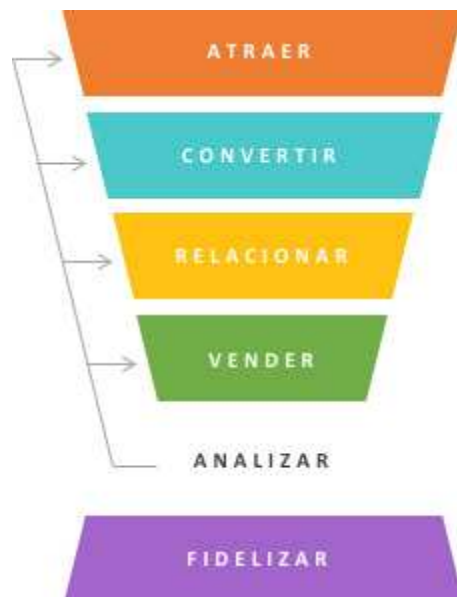 ATRAER
CONVERTIR
RELACIONAR
VENDER
ANALIZAR
FIDELIZAR